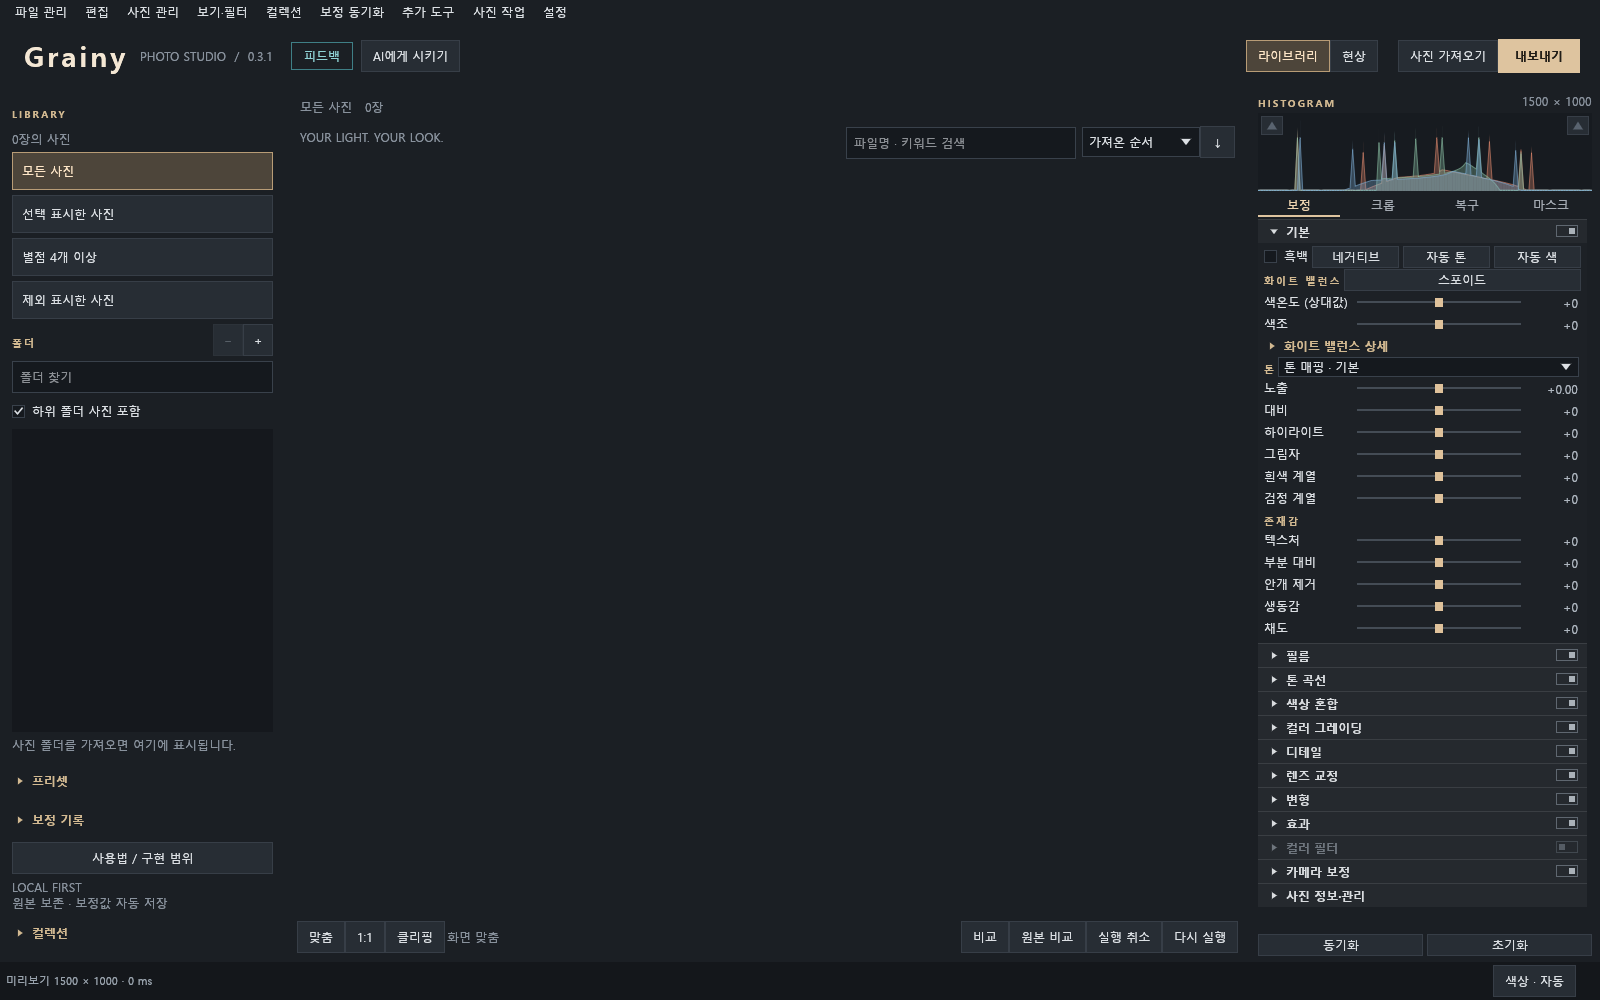 파일 관리 편집 사진 관리 보기·필터 컬렉션 보정 동기화 추가 도구 사진 작업 설정
Grainy PHOTO STUDIO / 0.3.1 피드백 AI에게 시키기 라이브러리 현상 사진 가져오기 내보내기
LIBRARY
0장의 사진
모든 사진
선택 표시한 사진
별점 4개 이상
제외 표시한 사진
폴더 − +
폴더 찾기
하위 폴더 사진 포함
사진 폴더를 가져오면 여기에 표시됩니다.
프리셋
보정 기록
사용법 / 구현 범위
LOCAL FIRST
원본 보존 · 보정값 자동 저장
컬렉션
모든 사진 0장
YOUR LIGHT. YOUR LOOK.
파일명 · 키워드 검색 가져온 순서 ↓
맞춤 1:1 클리핑 화면 맞춤
비교 원본 비교 실행 취소 다시 실행
HISTOGRAM 1500 × 1000
보정 크롭 복구 마스크
기본
흑백 네거티브 자동 톤 자동 색
화이트 밸런스 스포이드
색온도 (상대값) +0
색조 +0
화이트 밸런스 상세
톤 톤 매핑 · 기본
노출 +0.00
대비 +0
하이라이트 +0
그림자 +0
흰색 계열 +0
검정 계열 +0
존재감
텍스처 +0
부분 대비 +0
안개 제거 +0
생동감 +0
채도 +0
필름
톤 곡선
색상 혼합
컬러 그레이딩
디테일
렌즈 교정
변형
효과
컬러 필터
카메라 보정
사진 정보·관리
동기화 초기화
미리보기 1500 × 1000 · 0 ms
색상 · 자동